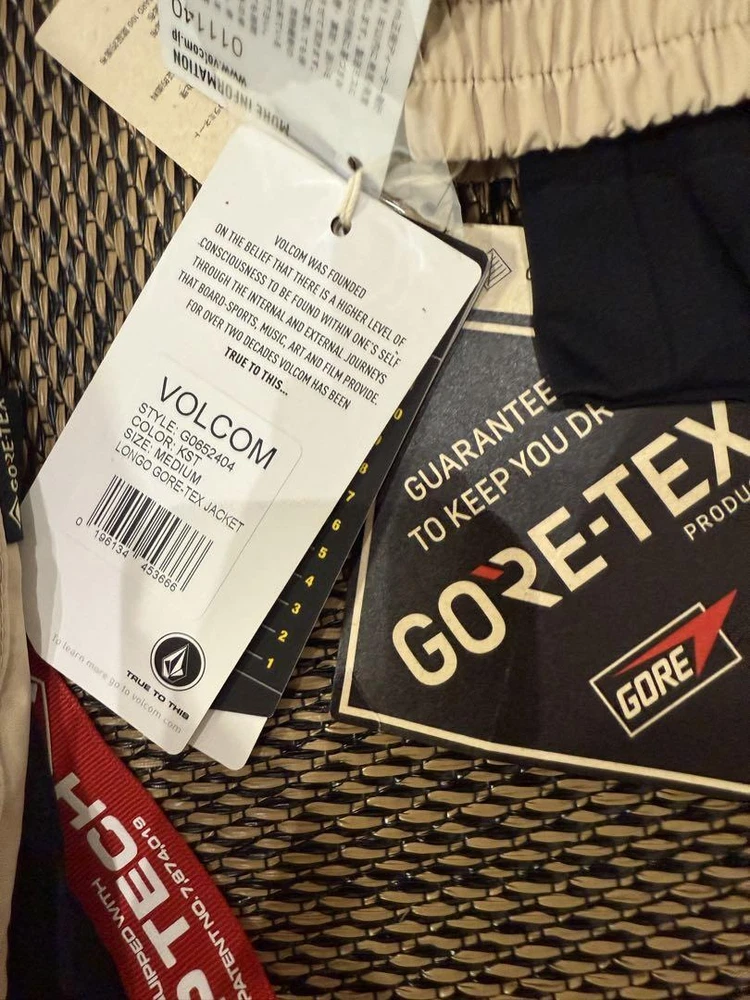 011140
www.volcom.jp
MORE INFORMATION
VOLCOM WAS FOUNDED
ON THE BELIEF THAT THERE IS A HIGHER LEVEL OF
CONSCIOUSNESS TO BE FOUND WITHIN ONE'S SELF
THROUGH THE INTERNAL AND EXTERNAL JOURNEYS
THAT BOARD-SPORTS, MUSIC, ART AND FILM PROVIDE.
FOR OVER TWO DECADES VOLCOM HAS BEEN
TRUE TO THIS...
VOLCOM
STYLE: G0652404
COLOR: KST
SIZE: MEDIUM
LONGO GORE-TEX JACKET
0 196134 453666
TRUE TO THIS
To learn more go to volcom.com
8
7
6
5
4
3
2
1
GUARANTEE
TO KEEP YOU DR
GORE-TEX
PRODU
GORE
GORE-TEX
TECH
UIPPED WITH
PATENT NO. 7,874,019